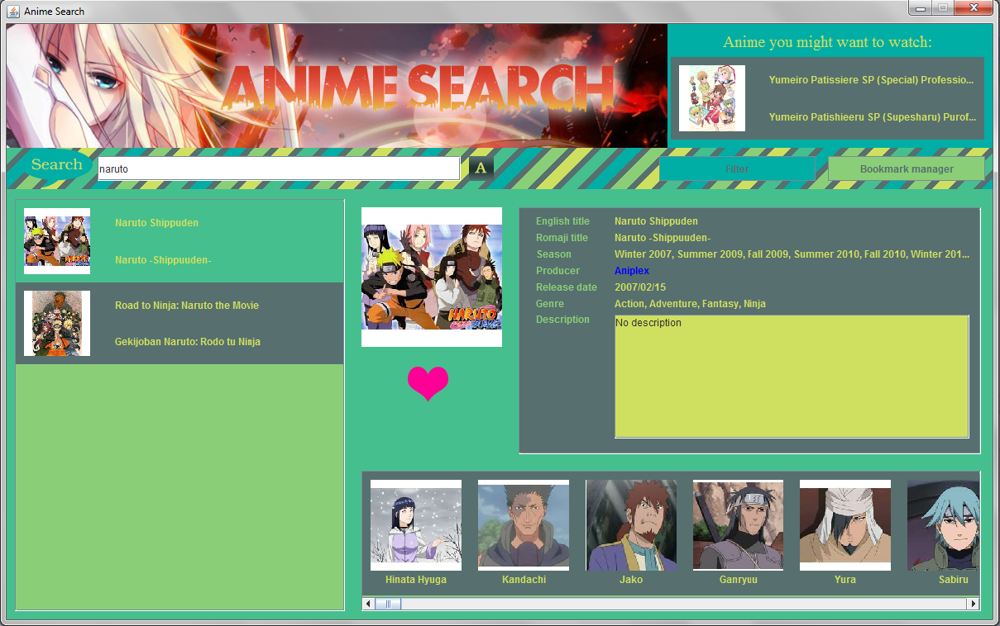 Anime Search
ANIME SEARCH
Anime you might want to watch:
Yumeiro Patissiere SP (Special) Professio...
Yumeiro Patishieeru SP (Supesharu) Purof...
Search
naruto
A
Filter
Bookmark manager
Naruto Shippuden
Naruto -Shippuuden-
Road to Ninja: Naruto the Movie
Gekijoban Naruto: Rodo tu Ninja
NARUTO
English title Naruto Shippuden
Romaji title Naruto -Shippuuden-
Season Winter 2007, Summer 2009, Fall 2009, Summer 2010, Fall 2010, Winter 201...
Producer Aniplex
Release date 2007/02/15
Genre Action, Adventure, Fantasy, Ninja
Description No description
Hinata Hyuga
Kandachi
Jako
Ganryuu
Yura
Sabiru